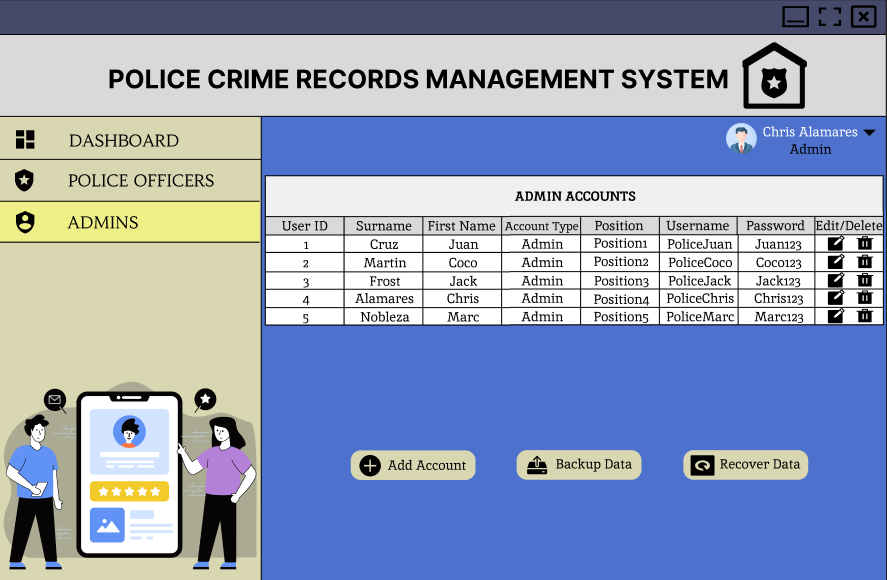 POLICE CRIME RECORDS MANAGEMENT SYSTEM
DASHBOARD
POLICE OFFICERS
ADMINS
Chris Alamares
Admin
ADMIN ACCOUNTS
User ID Surname First Name Account Type Position Username Password Edit/Delete
1 Cruz Juan Admin Position1 PoliceJuan Juan123
2 Martin Coco Admin Position2 PoliceCoco Coco123
3 Frost Jack Admin Position3 PoliceJack Jack123
4 Alamares Chris Admin Position4 PoliceChris Chris123
5 Nobleza Marc Admin Position5 PoliceMarc Marc123
Add Account
Backup Data
Recover Data